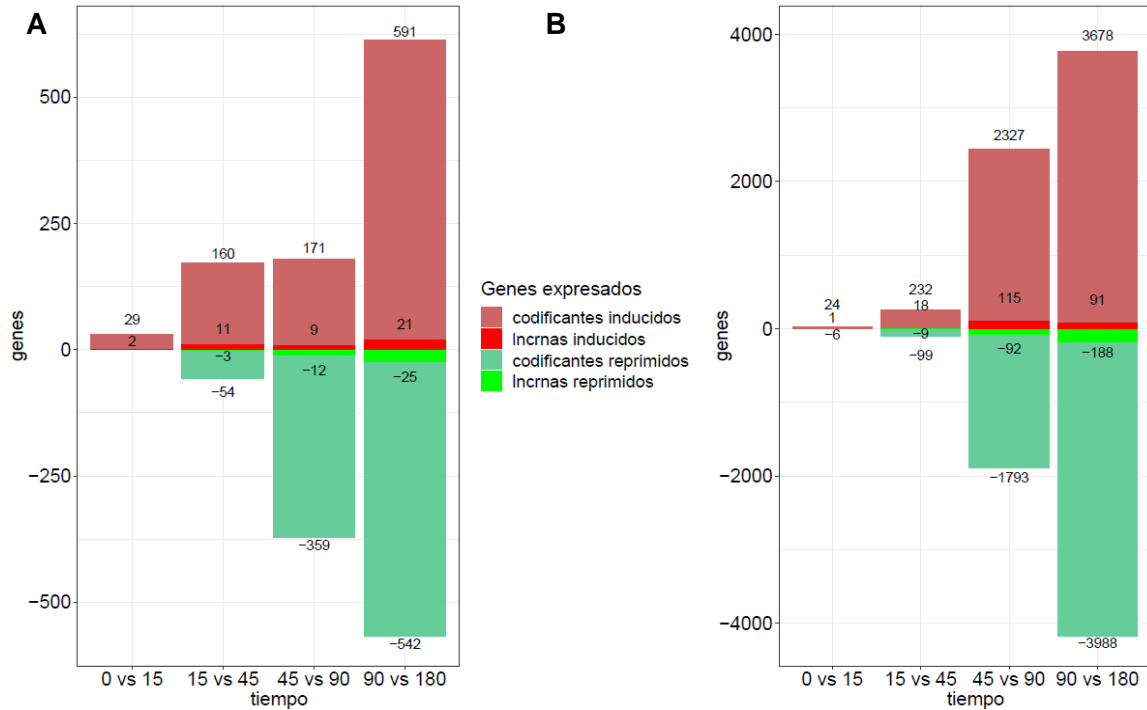 A
500
250
0
−250
−500
genes
591
160
171
29
2
11
9
21
−3
−12
−25
−54
−359
−542
0 vs 15
15 vs 45
45 vs 90
90 vs 180
tiempo
Genes expresados
codificantes inducidos
lncrnas inducidos
codificantes reprimidos
lncrnas reprimidos
B
4000
2000
0
−2000
−4000
genes
3678
2327
24
232
1
18
115
91
−6
−9
−92
−188
−99
−1793
−3988
0 vs 15
15 vs 45
45 vs 90
90 vs 180
tiempo